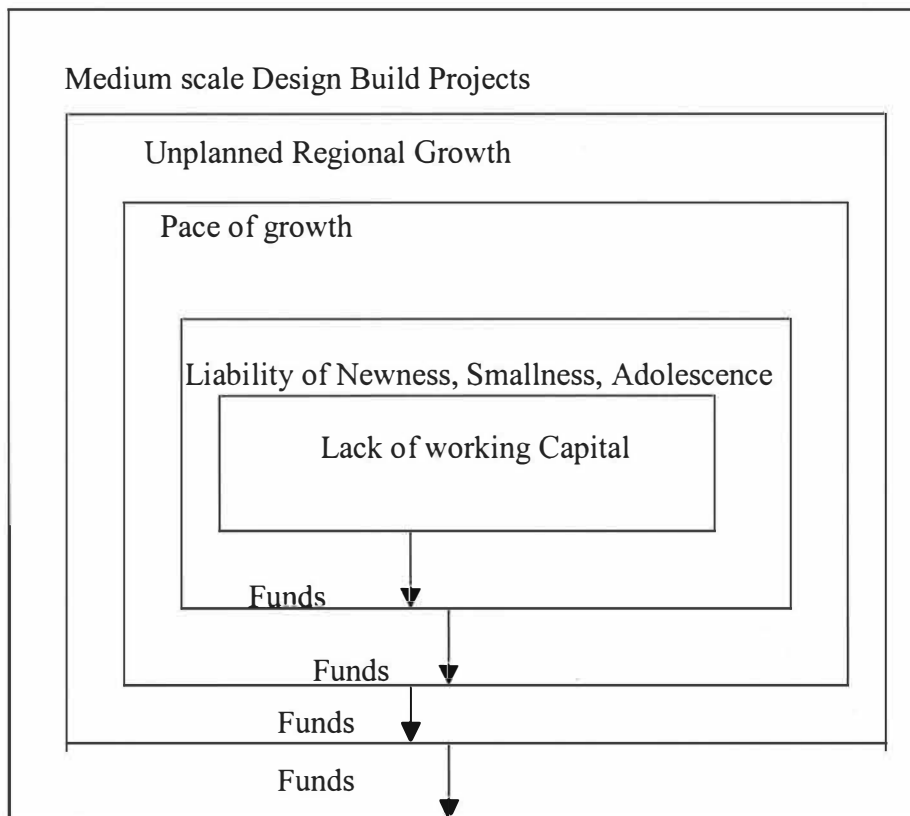 Medium scale Design Build Projects
Unplanned Regional Growth
Pace of growth
Liability of Newness, Smallness, Adolescence
Lack of working Capital
Funds
Funds
Funds
Funds